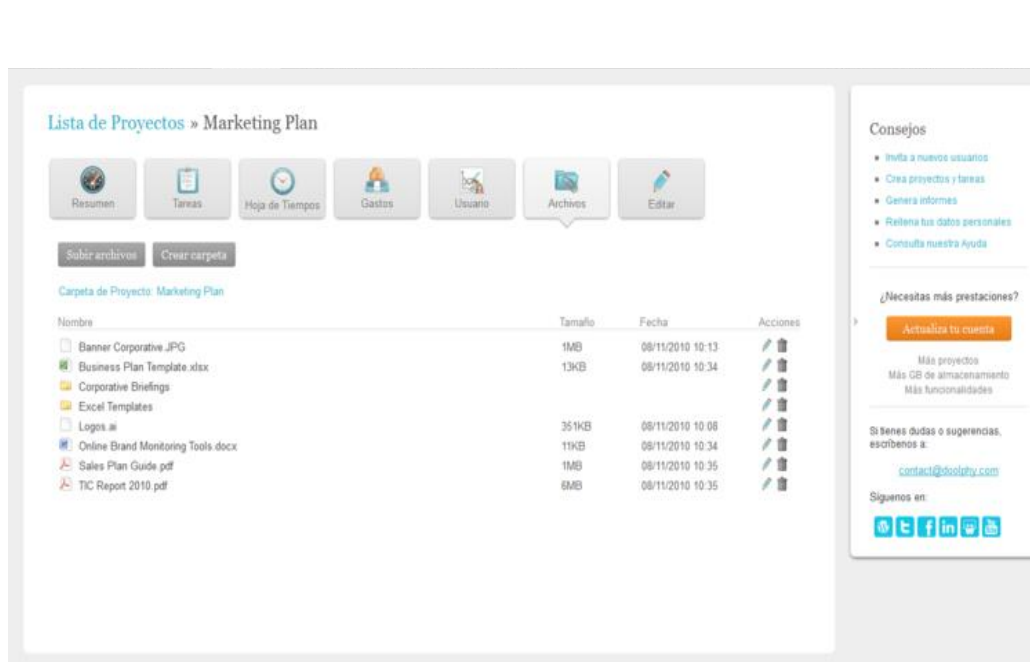 Lista de Proyectos » Marketing Plan
Resumen
Tareas
Hoja de Tiempos
Gastos
Usuario
Archivos
Editar
Subir archivos
Crear carpeta
Carpeta de Proyecto: Marketing Plan
Nombre Tamaño Fecha Acciones
Banner Corporative.JPG 1MB 08/11/2010 10:13
Business Plan Template.xlsx 13KB 08/11/2010 10:34
Corporative Briefings
Excel Templates
Logos.ai 351KB 08/11/2010 10:08
Online Brand Monitoring Tools.docx 11KB 08/11/2010 10:34
Sales Plan Guide.pdf 1MB 08/11/2010 10:35
TIC Report 2010.pdf 6MB 08/11/2010 10:35
Consejos
Invita a nuevos usuarios
Crea proyectos y tareas
Genera informes
Rellena tus datos personales
Consulta nuestra Ayuda
¿Necesitas más prestaciones?
Actualiza tu cuenta
Más proyectos
Más GB de almacenamiento
Más funcionalidades
Si tienes dudas o sugerencias,
escríbenos a:
contact@doolphy.com
Síguenos en: